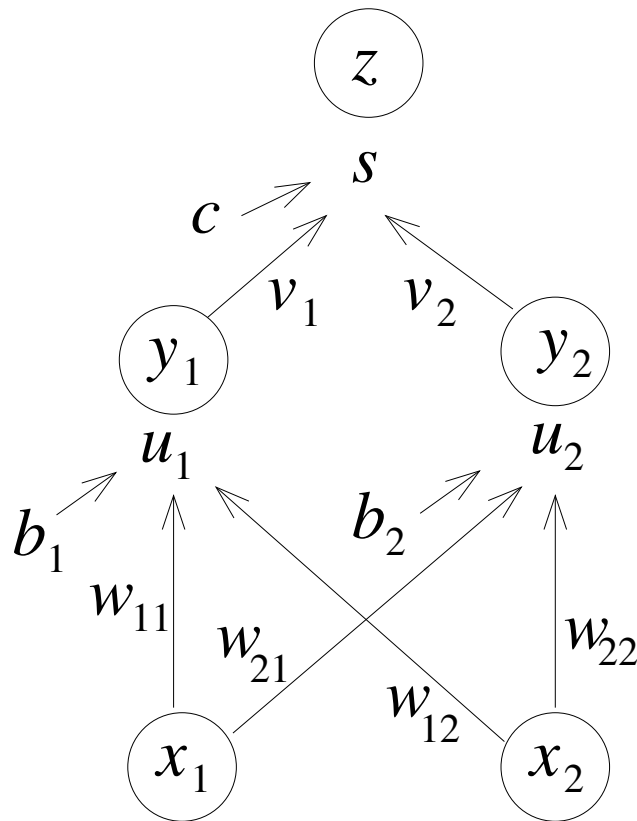 z
s
c
v₁ v₂
y₁ y₂
u₁ u₂
b₁ b₂
w₁₁ w₂₁ w₁₂ w₂₂
x₁ x₂